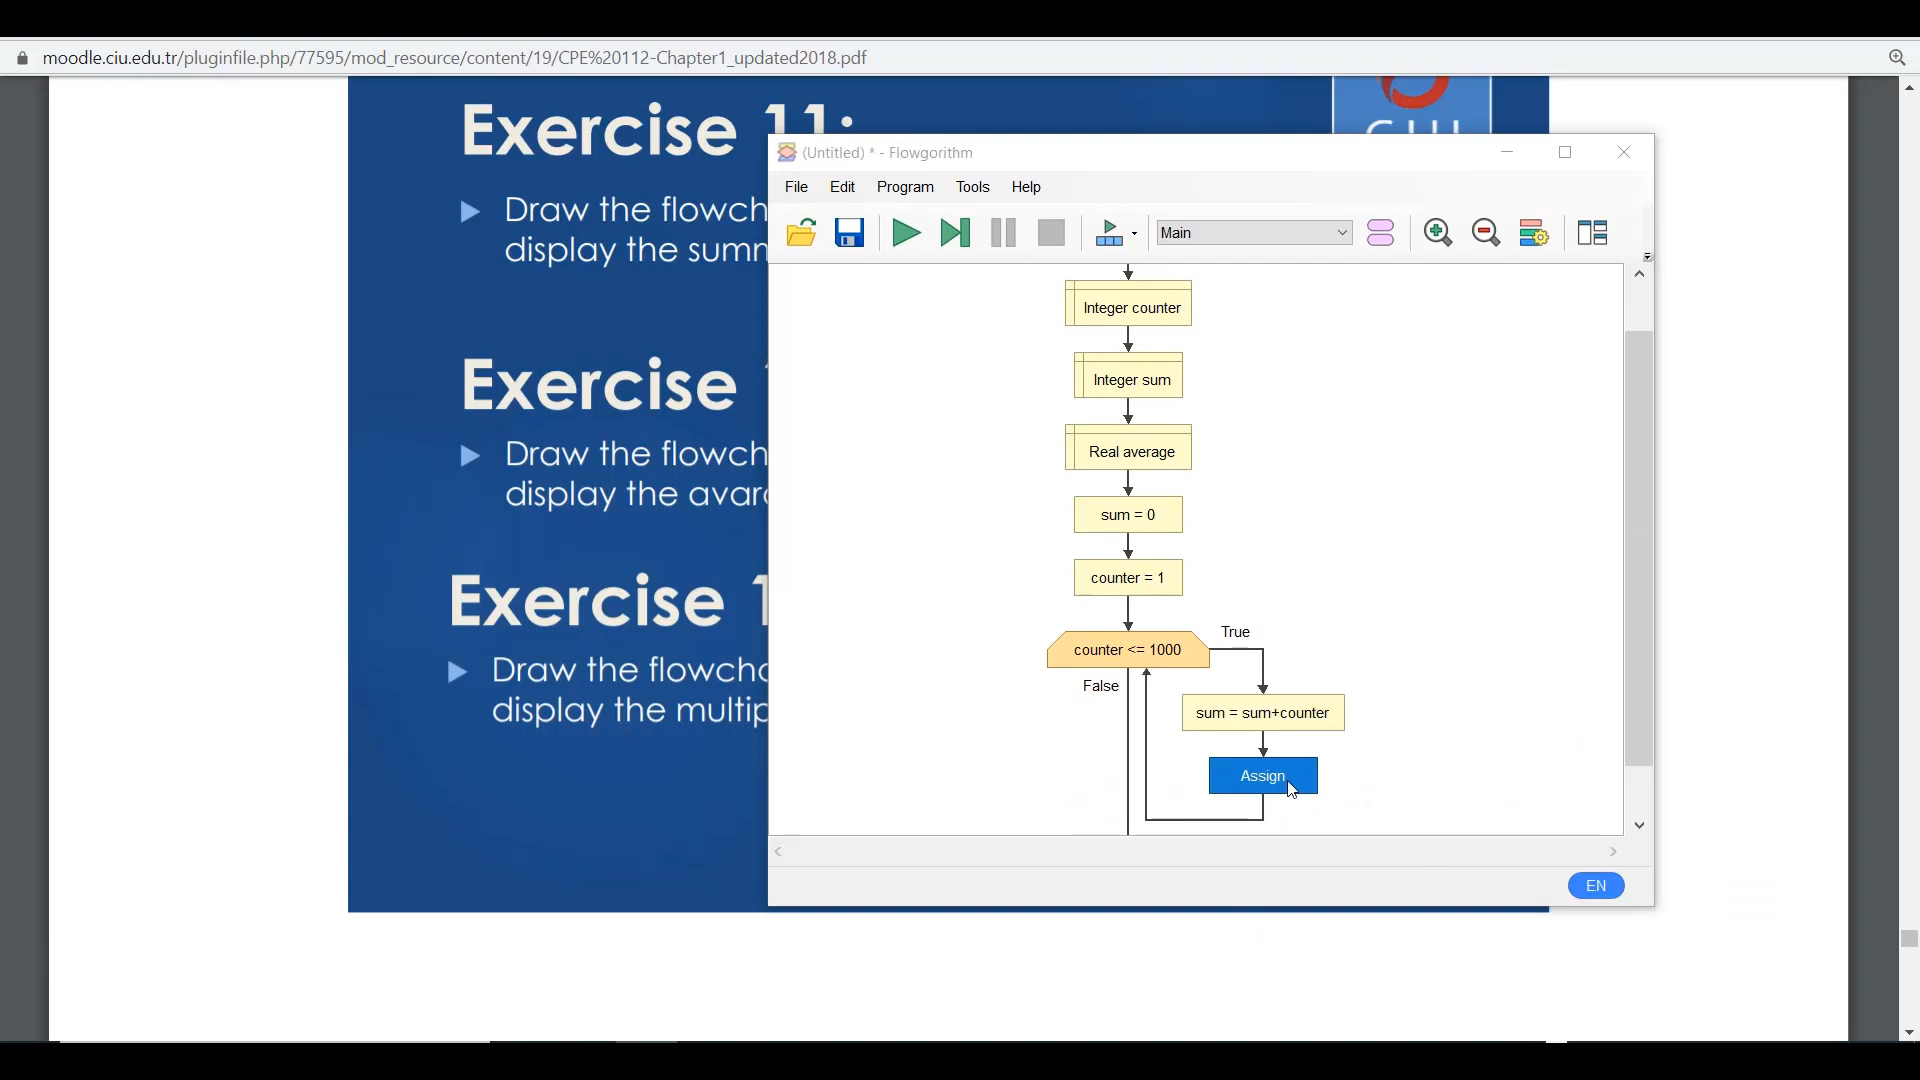 moodle.ciu.edu.tr/pluginfile.php/77595/mod_resource/content/19/CPE%20112-Chapter1_updated2018.pdf
Exercise 11:
Draw the flowch
display the summ
Exercise
Draw the flowch
display the avar
Exercise 1
Draw the flowcha
display the multip
(Untitled) * - Flowgorithm
File Edit Program Tools Help
Main
Integer counter
Integer sum
Real average
sum = 0
counter = 1
counter <= 1000
True
False
sum = sum+counter
Assign
EN